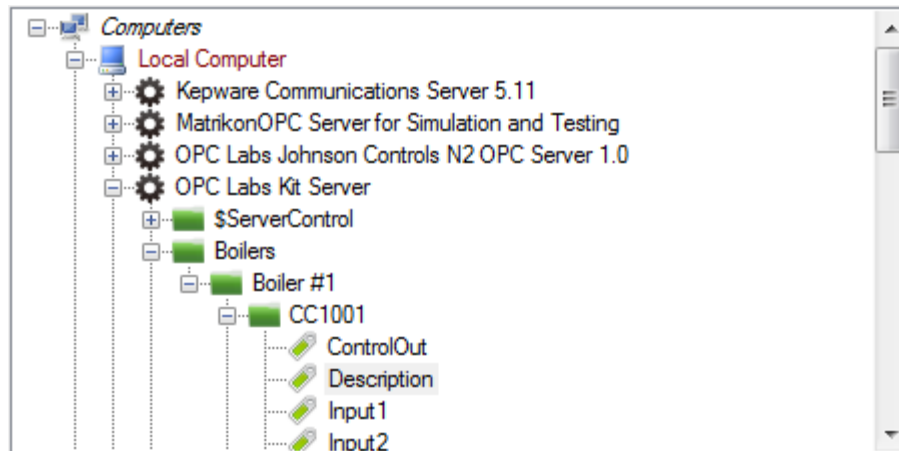 Computers
Local Computer
Kepware Communications Server 5.11
MatrikonOPC Server for Simulation and Testing
OPC Labs Johnson Controls N2 OPC Server 1.0
OPC Labs Kit Server
$ServerControl
Boilers
Boiler #1
CC1001
ControlOut
Description
Input1
Input2